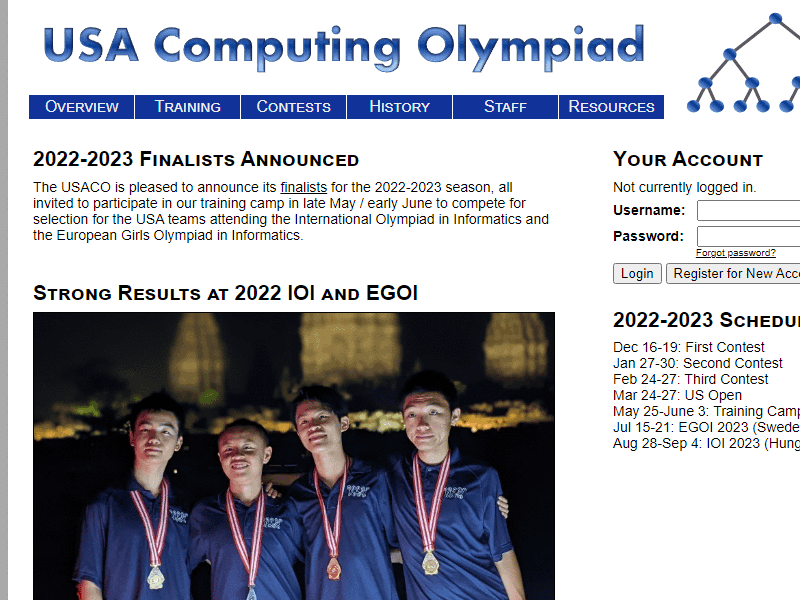 USA Computing Olympiad
Overview Training Contests History Staff Resources
2022-2023 Finalists Announced
The USACO is pleased to announce its finalists for the 2022-2023 season, all
invited to participate in our training camp in late May / early June to compete for
selection for the USA teams attending the International Olympiad in Informatics and
the European Girls Olympiad in Informatics.
Strong Results at 2022 IOI and EGOI
Your Account
Not currently logged in.
Username:
Password:
Forgot password?
Login Register for New Acco
2022-2023 Schedu
Dec 16-19: First Contest
Jan 27-30: Second Contest
Feb 24-27: Third Contest
Mar 24-27: US Open
May 25-June 3: Training Camp
Jul 15-21: EGOI 2023 (Swede
Aug 28-Sep 4: IOI 2023 (Hung